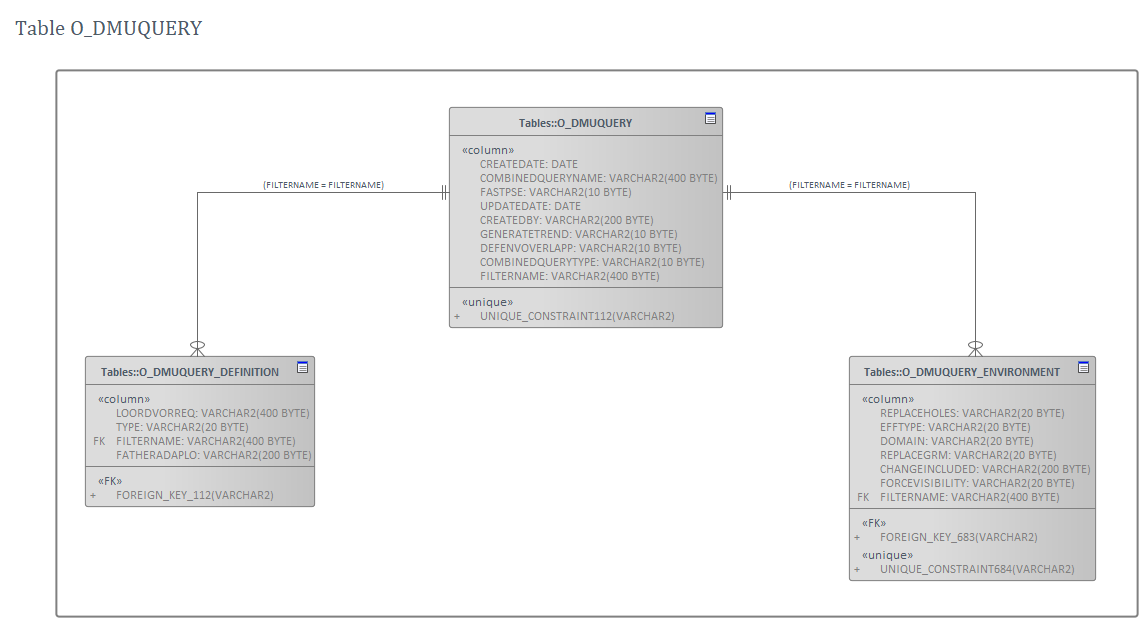 Table O_DMUQUERY
Tables::O_DMUQUERY
«column»
CREATEDATE: DATE
COMBINEDQUERYNAME: VARCHAR2(400 BYTE)
FASTPSE: VARCHAR2(10 BYTE)
UPDATEDATE: DATE
CREATEDBY: VARCHAR2(200 BYTE)
GENERATETREND: VARCHAR2(10 BYTE)
DEFENVOVERLAPP: VARCHAR2(10 BYTE)
COMBINEDQUERYTYPE: VARCHAR2(10 BYTE)
FILTERNAME: VARCHAR2(400 BYTE)
«unique»
+ UNIQUE_CONSTRAINT112(VARCHAR2)
(FILTERNAME = FILTERNAME)
(FILTERNAME = FILTERNAME)
Tables::O_DMUQUERY_DEFINITION
«column»
LOORDVORREQ: VARCHAR2(400 BYTE)
TYPE: VARCHAR2(20 BYTE)
FK FILTERNAME: VARCHAR2(400 BYTE)
FATHERADAPLO: VARCHAR2(200 BYTE)
«FK»
+ FOREIGN_KEY_112(VARCHAR2)
Tables::O_DMUQUERY_ENVIRONMENT
«column»
REPLACEHOLES: VARCHAR2(20 BYTE)
EFFTYPE: VARCHAR2(20 BYTE)
DOMAIN: VARCHAR2(20 BYTE)
REPLACEGRM: VARCHAR2(20 BYTE)
CHANGEINCLUDED: VARCHAR2(200 BYTE)
FORCEVISIBILITY: VARCHAR2(20 BYTE)
FK FILTERNAME: VARCHAR2(400 BYTE)
«FK»
+ FOREIGN_KEY_683(VARCHAR2)
«unique»
+ UNIQUE_CONSTRAINT684(VARCHAR2)